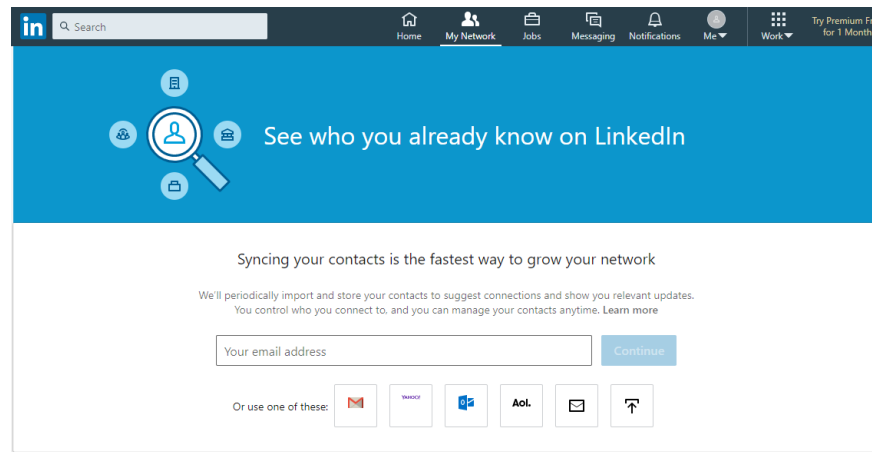 in
Search
Home
My Network
Jobs
Messaging
Notifications
Me
Work
Try Premium Fr
for 1 Month
See who you already know on LinkedIn
Syncing your contacts is the fastest way to grow your network
We'll periodically import and store your contacts to suggest connections and show you relevant updates.
You control who you connect to, and you can manage your contacts anytime. Learn more
Your email address
Continue
Or use one of these:
YAHOO!
Aol.